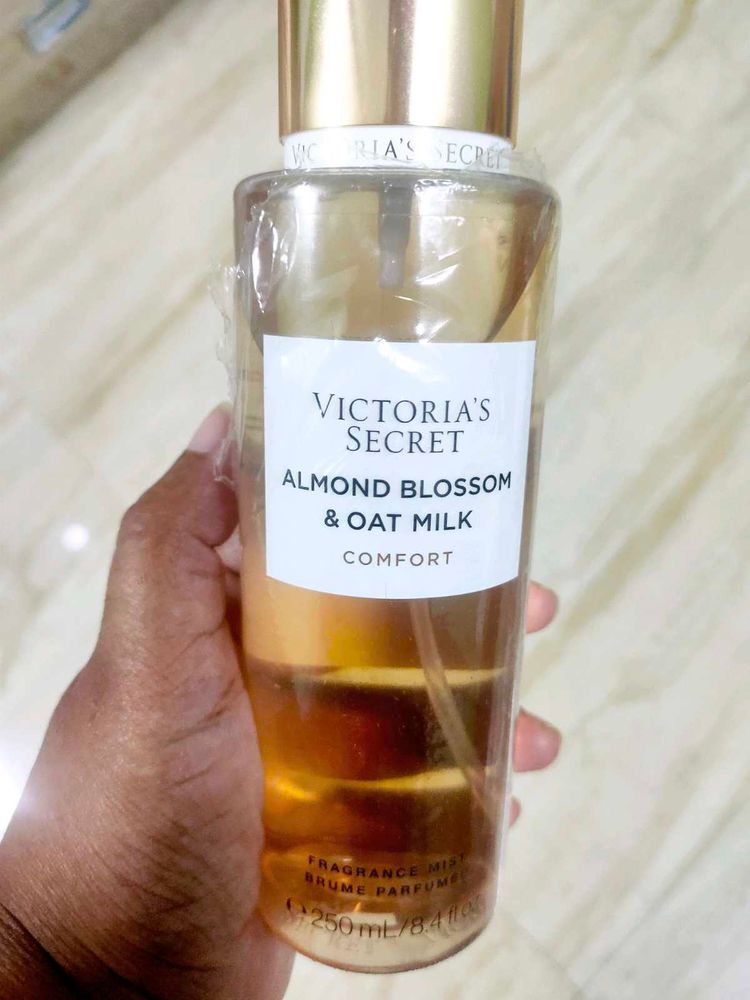 VICTORIA'S SECRET
VICTORIA'S
SECRET
ALMOND BLOSSOM
& OAT MILK
COMFORT
FRAGRANCE MIST
BRUME PARFUMÉE
250 mL/8.4 fl oz